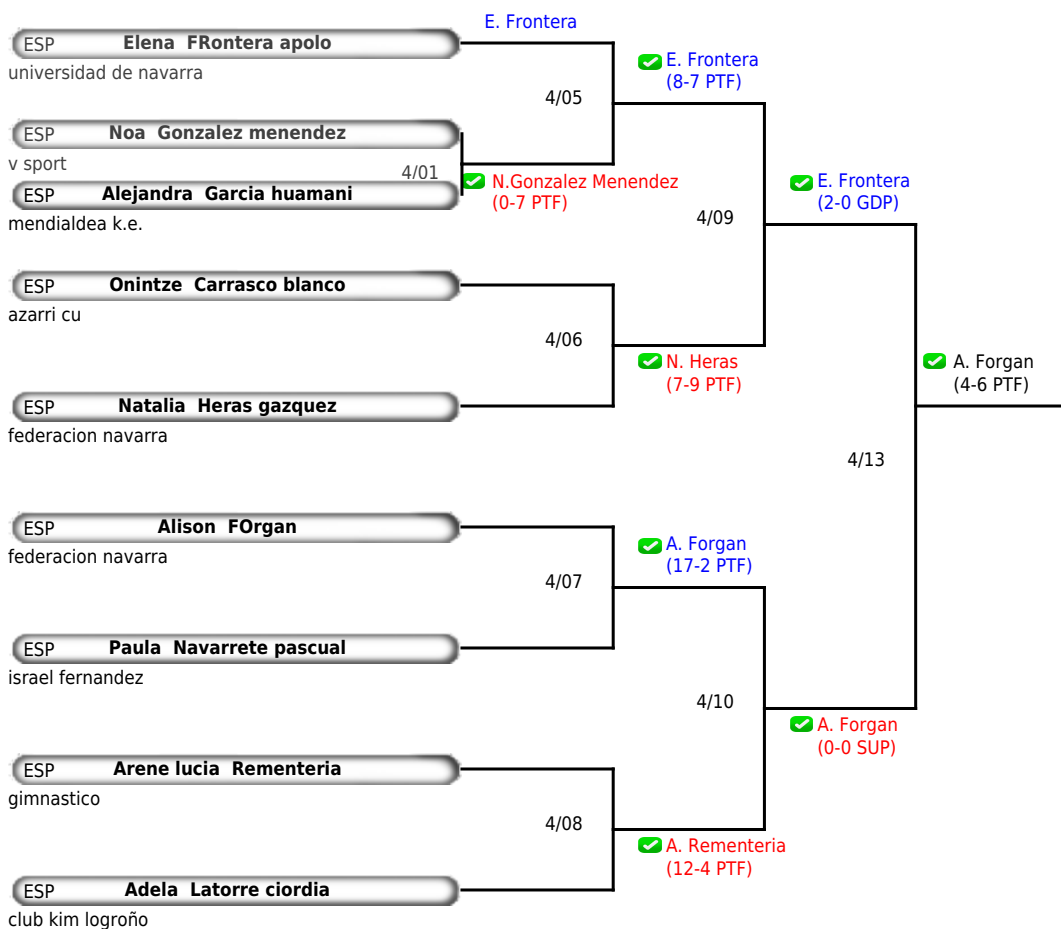 E. Frontera
ESP Elena FRontera apolo
universidad de navarra
E. Frontera
(8-7 PTF)
4/05
ESP Noa Gonzalez menendez
v sport
4/01
N.Gonzalez Menendez
(0-7 PTF)
ESP Alejandra Garcia huamani
mendialdea k.e.
E. Frontera
(2-0 GDP)
4/09
ESP Onintze Carrasco blanco
azarri cu
4/06
N. Heras
(7-9 PTF)
A. Forgan
(4-6 PTF)
ESP Natalia Heras gazquez
federacion navarra
4/13
ESP Alison FOrgan
federacion navarra
A. Forgan
(17-2 PTF)
4/07
ESP Paula Navarrete pascual
israel fernandez
4/10
A. Forgan
(0-0 SUP)
ESP Arene lucia Rementeria
gimnastico
4/08
A. Rementeria
(12-4 PTF)
ESP Adela Latorre ciordia
club kim logroño